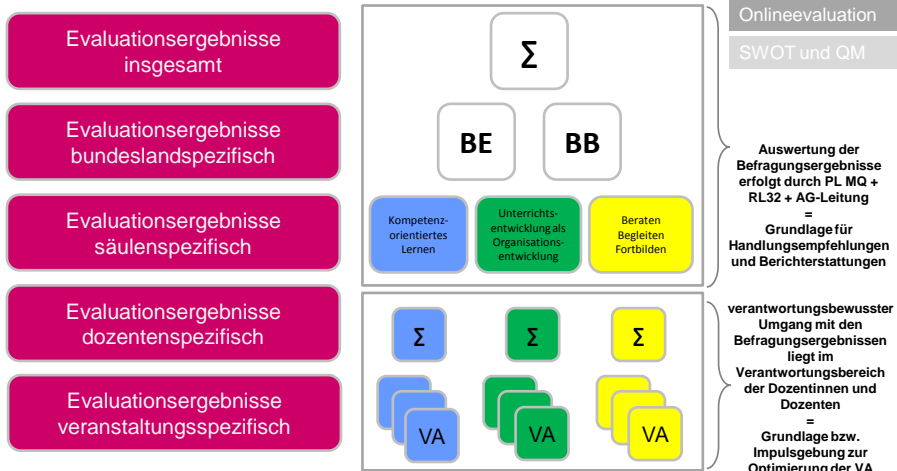 Evaluationsergebnisse
insgesamt
Evaluationsergebnisse
bundeslandspezifisch
Evaluationsergebnisse
säulenspezifisch
Evaluationsergebnisse
dozentenspezifisch
Evaluationsergebnisse
veranstaltungsspezifisch
Σ
BE
BB
Kompetenz-
orientiertes
Lernen
Unterrichts-
entwicklung als
Organisations-
entwicklung
Beraten
Begleiten
Fortbilden
Σ
Σ
Σ
VA
VA
VA
Onlineevaluation
SWOT und QM
Auswertung der
Befragungsergebnisse
erfolgt durch PL MQ +
RL32 + AG-Leitung
=
Grundlage für
Handlungsempfehlungen
und Berichterstattungen
verantwortungsbewusster
Umgang mit den
Befragungsergebnissen
liegt im
Verantwortungsbereich
der Dozentinnen und
Dozenten
=
Grundlage bzw.
Impulsgebung zur
Optimierung der VA